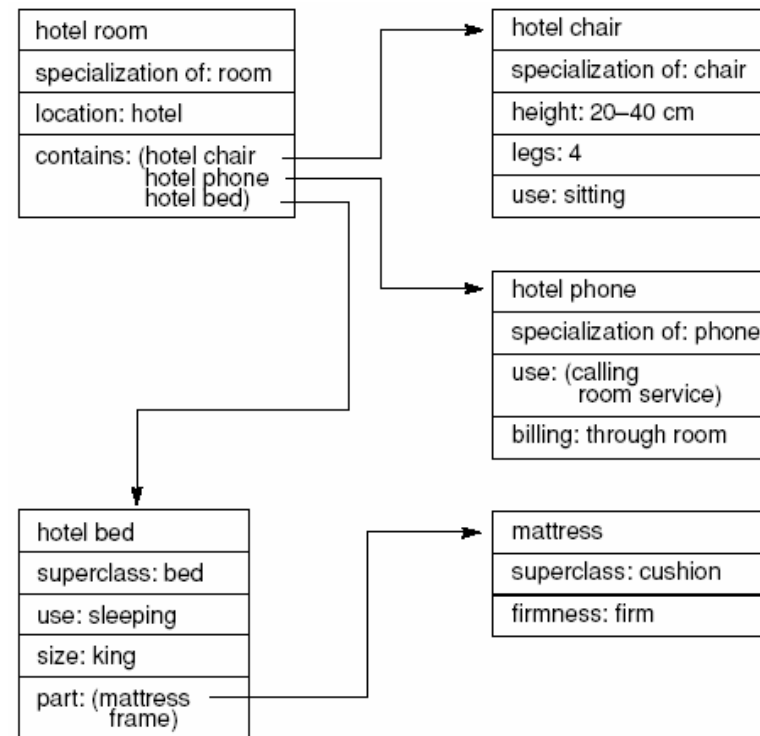 hotel room
specialization of: room
location: hotel
contains: (hotel chair
hotel phone
hotel bed)
hotel chair
specialization of: chair
height: 20–40 cm
legs: 4
use: sitting
hotel phone
specialization of: phone
use: (calling
room service)
billing: through room
hotel bed
superclass: bed
use: sleeping
size: king
part: (mattress
frame)
mattress
superclass: cushion
firmness: firm